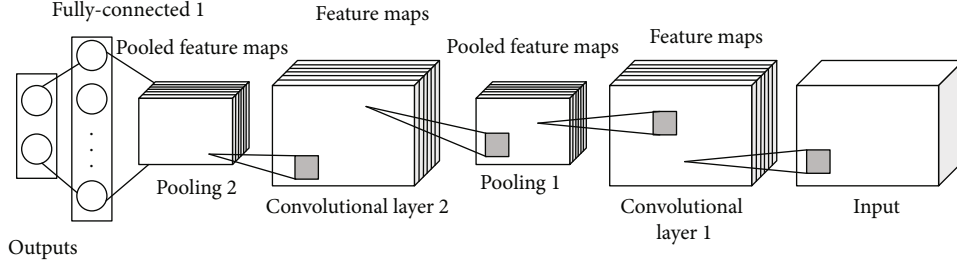 Fully-connected 1
Feature maps
Pooled feature maps
Pooled feature maps
Feature maps
Pooling 2
Convolutional layer 2
Pooling 1
Convolutional
layer 1
Input
Outputs